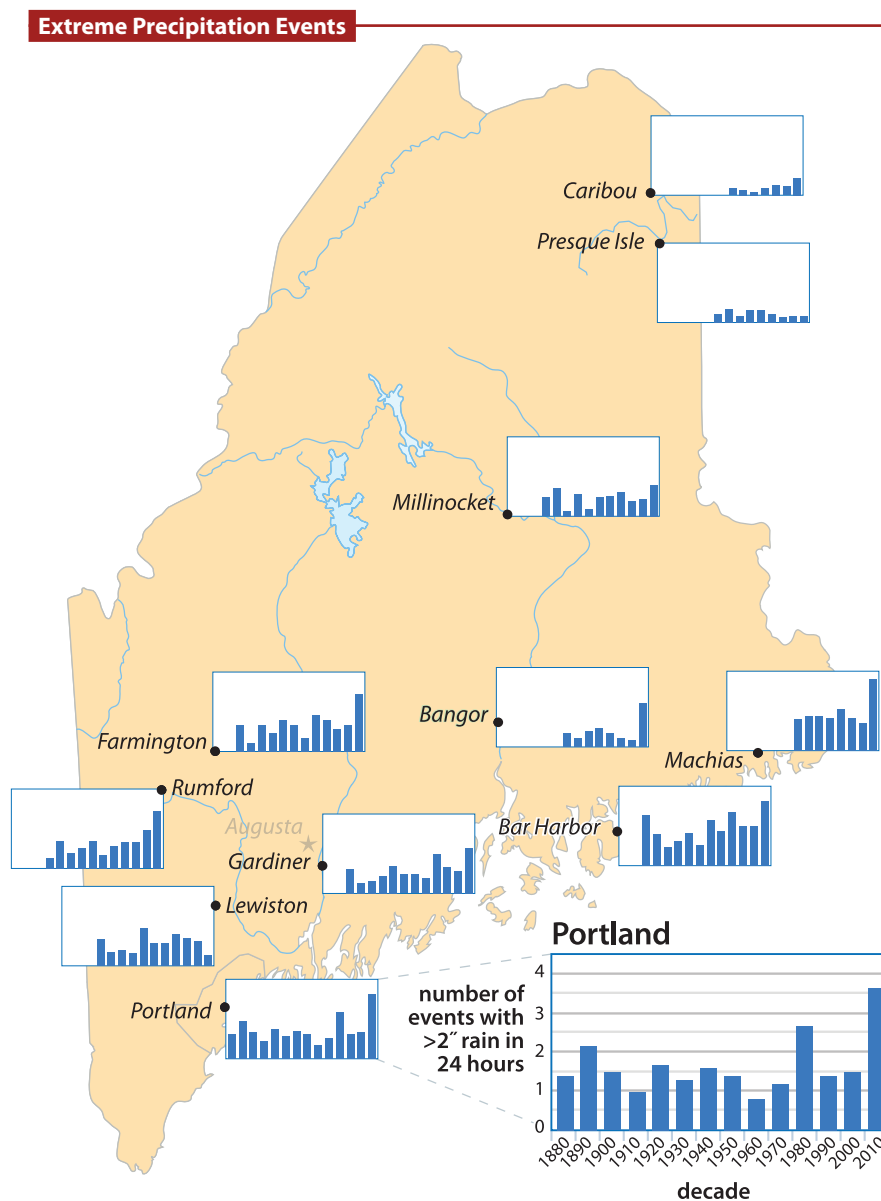 Extreme Precipitation Events
Caribou
Presque Isle
Millinocket
Bangor
Machias
Farmington
Rumford
Augusta
Bar Harbor
Gardiner
Lewiston
Portland
Portland
number of
events with
>2″ rain in
24 hours
4
3
2
1
0
1880 1890 1900 1910 1920 1930 1940 1950 1960 1970 1980 1990 2000 2010
decade